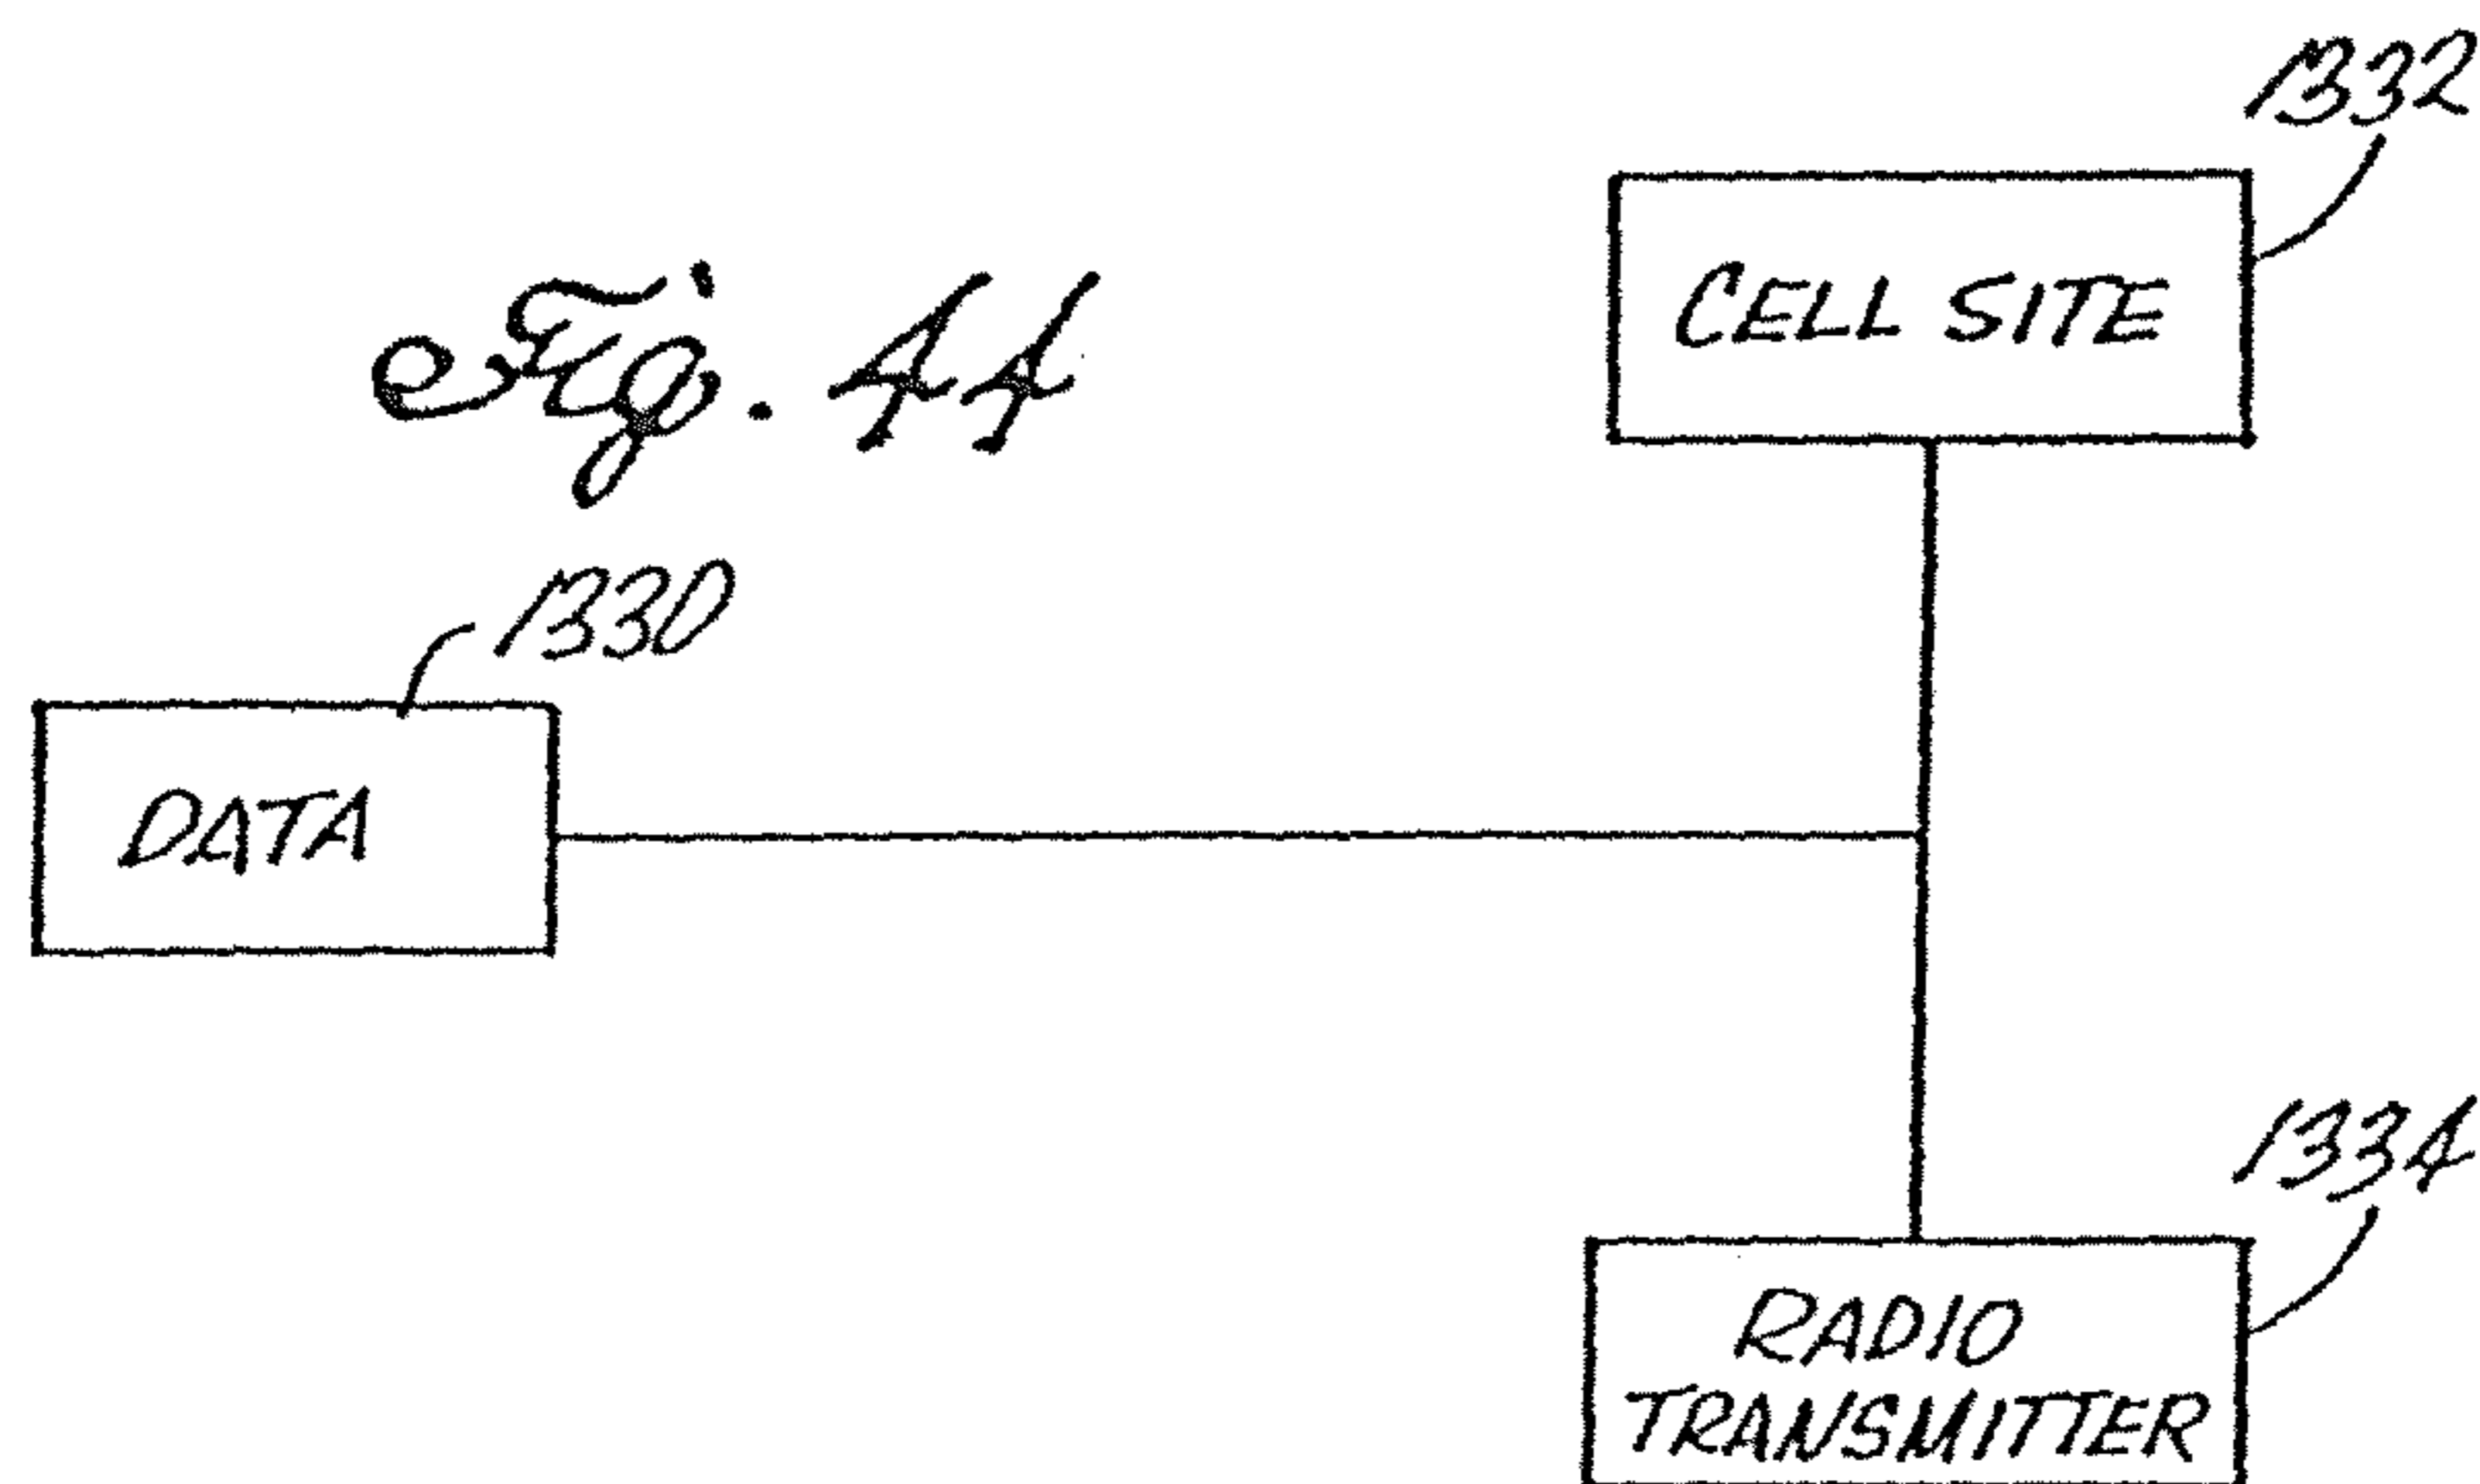 1332
CELL SITE
Fig. 44
1330
DATA
1334
RADIO
TRANSMITTER